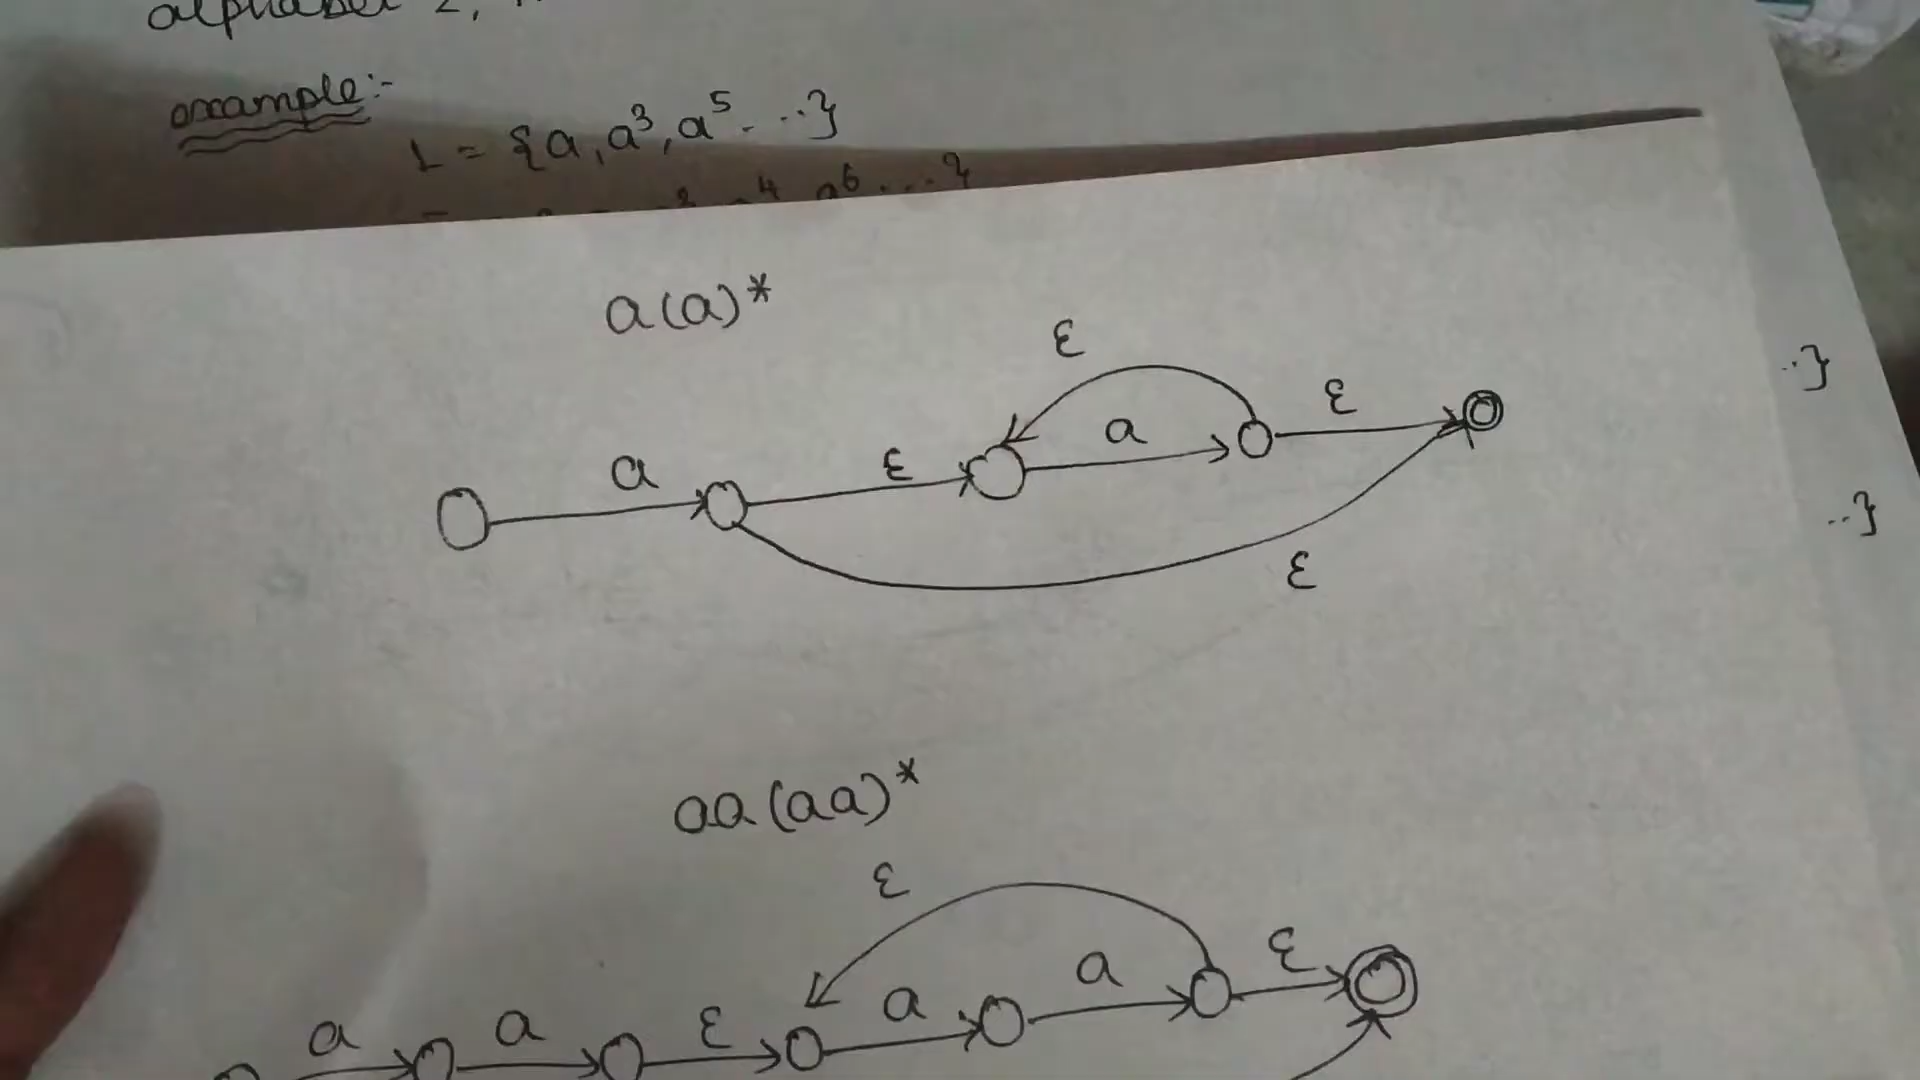 example:-
L = {a, a³, a⁵...}
a(a)*
ε
ε
a
ε
a
ε
..}
..}
aa(aa)*
ε
ε
a
a
a
a
ε